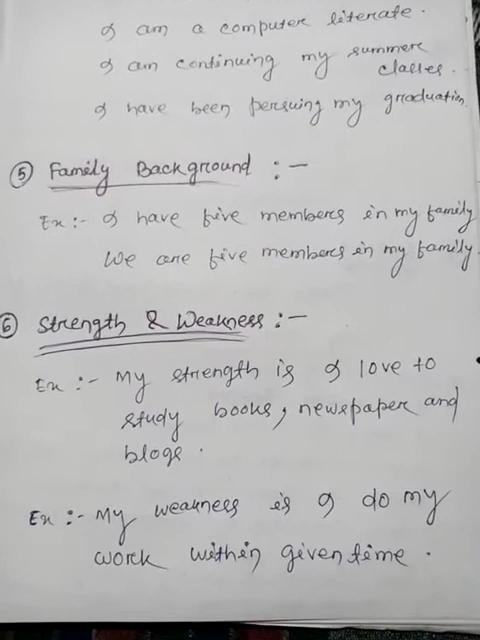 I am a computer literate.
I am continuing my summer
classes.
I have been persuing my graduation.
⑤ Family Background :-
Ex :- I have five members in my family
We are five members in my family.
⑥ Strength & Weakness :-
Ex :- My strength is I love to
study books, newspaper and
blogs.
Ex :- My weakness is I do my
work within given time.